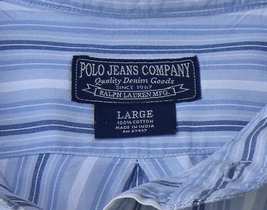 POLO JEANS COMPANY
Quality Denim Goods
SINCE 1967
RALPH LAUREN MFG.
LARGE
100% COTTON
MADE IN INDIA